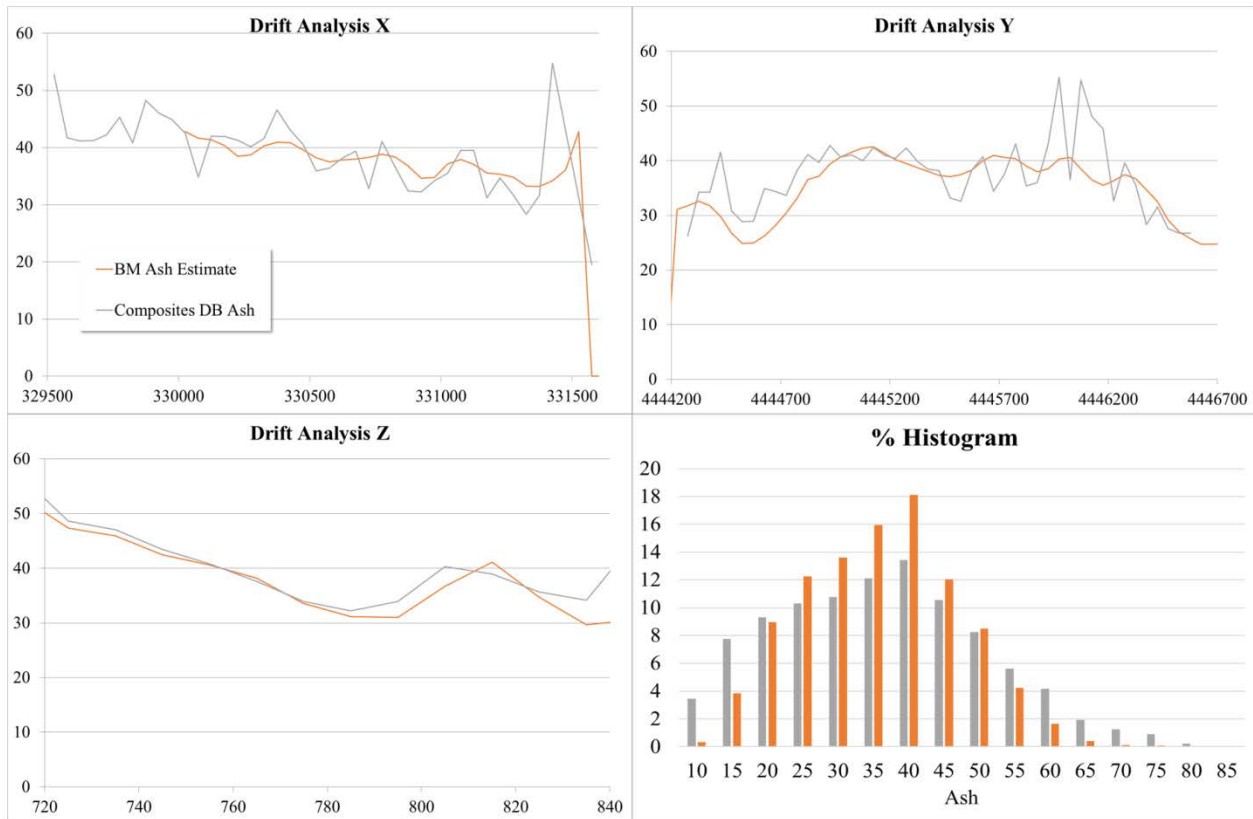 Drift Analysis X
60
50
40
30
20
10
0
329500 330000 330500 331000 331500
BM Ash Estimate
Composites DB Ash
Drift Analysis Y
60
50
40
30
20
10
0
4444200 4444700 4445200 4445700 4446200 4446700
Drift Analysis Z
60
50
40
30
20
10
0
720 740 760 780 800 820 840
% Histogram
20
18
16
14
12
10
8
6
4
2
0
10 15 20 25 30 35 40 45 50 55 60 65 70 75 80 85
Ash